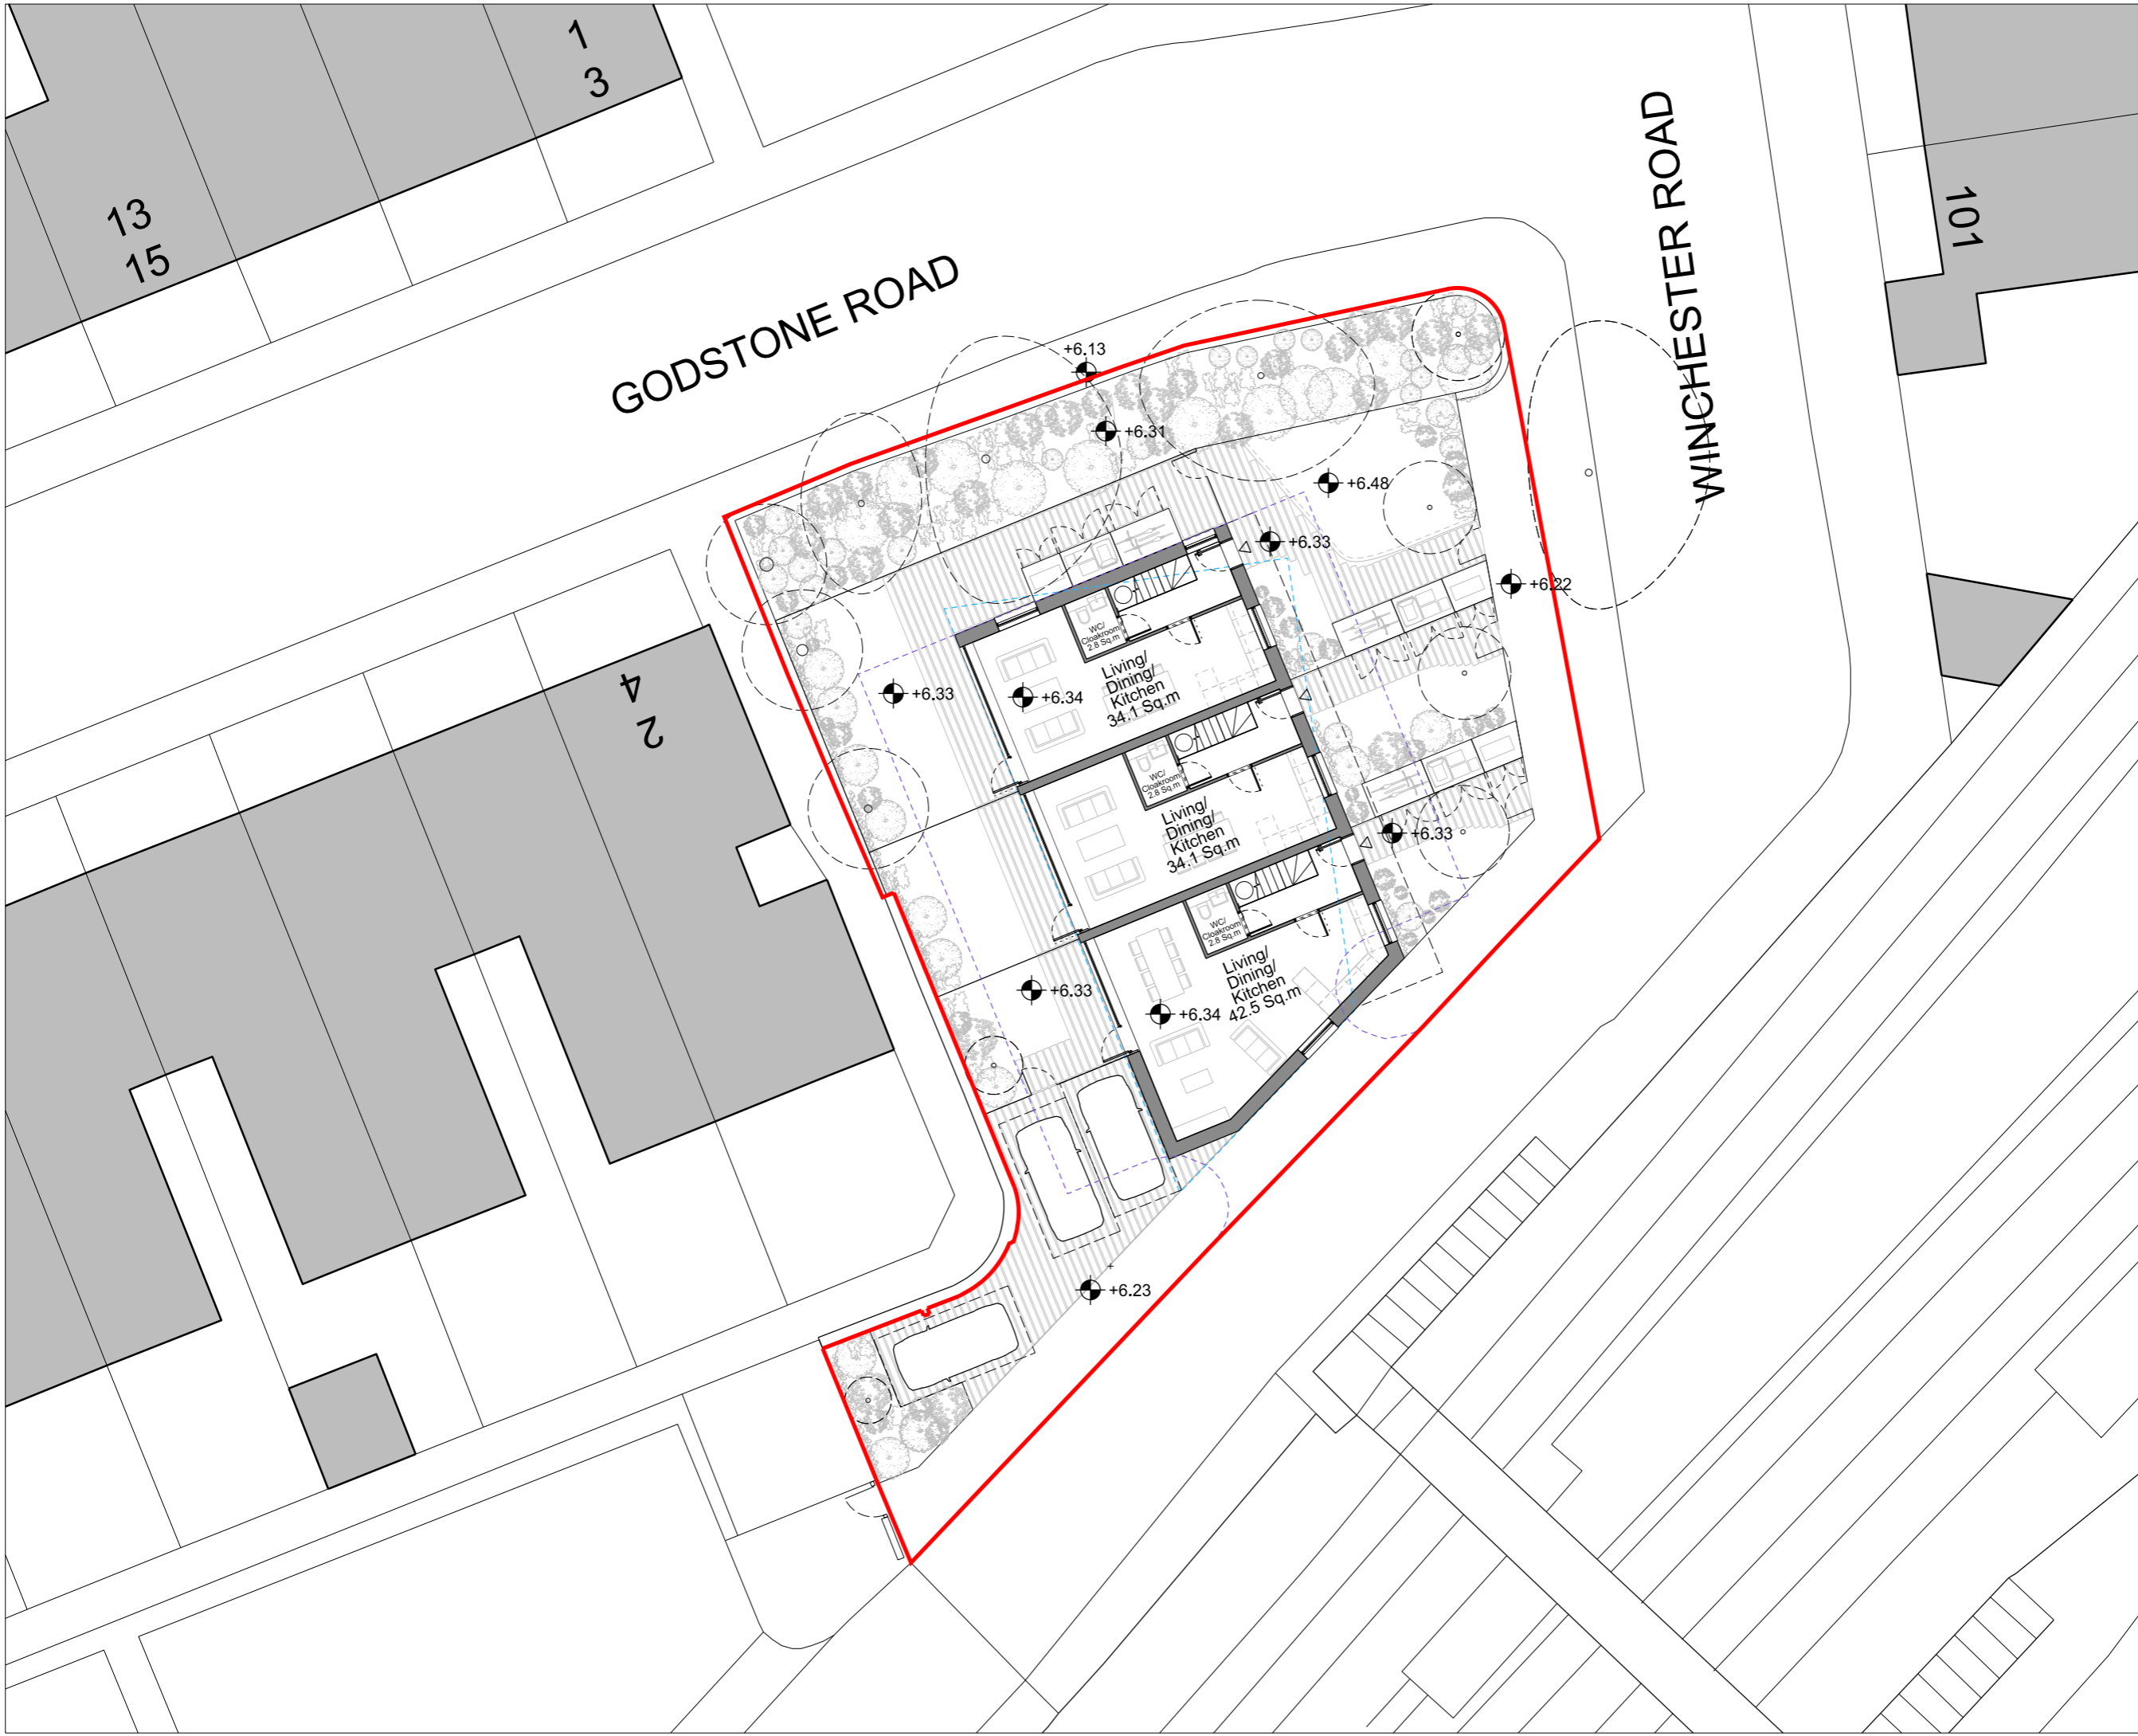 1
3
13
15
GODSTONE ROAD
WINCHESTER ROAD
101
+6.13
+6.31
+6.48
+6.33
+6.22
4
2
+6.33
+6.34
WC/
Cloakroom
2.8 Sq.m
Living/
Dining/
Kitchen
34.1 Sq.m
WC/
Cloakroom
2.8 Sq.m
Living/
Dining/
Kitchen
34.1 Sq.m
+6.33
WC/
Cloakroom
2.8 Sq.m
Living/
Dining/
Kitchen
42.5 Sq.m
+6.33
+6.34
+6.23